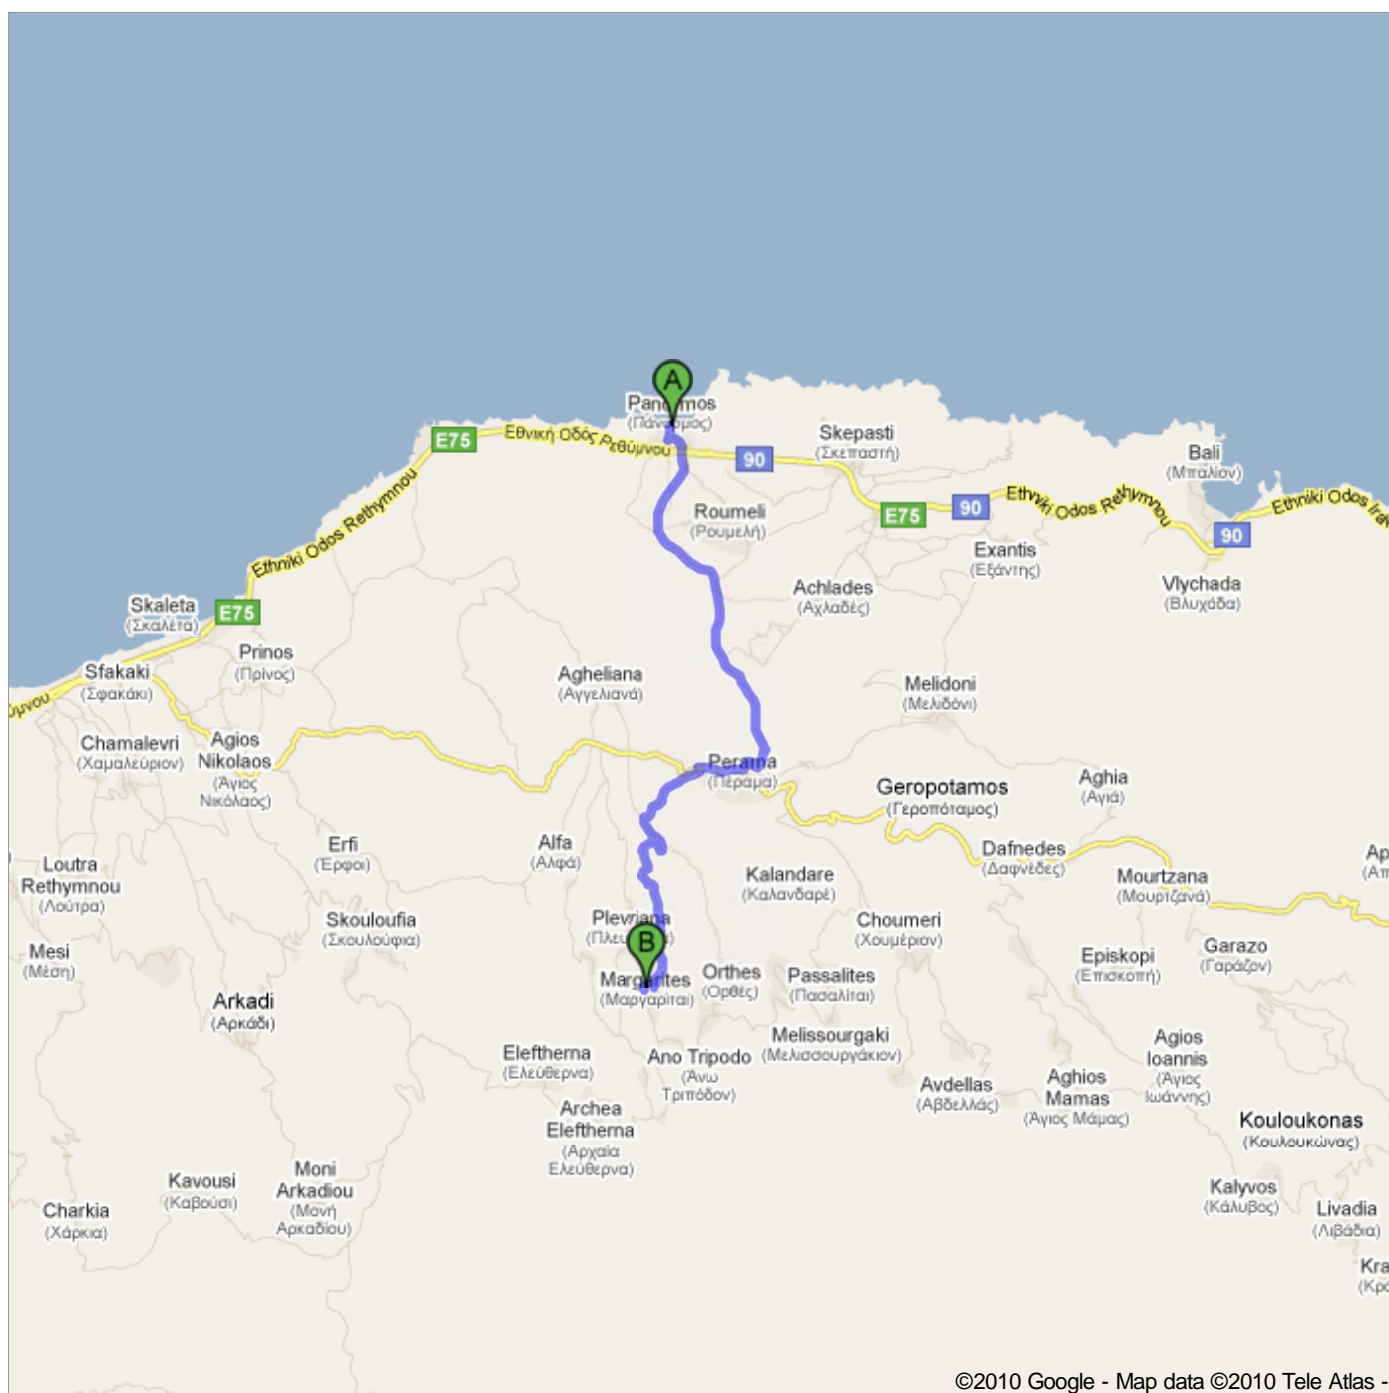 A
Panormos
(Πάνορμος)
Skepasti
(Σκεπαστή)
Bali
(Μπαλίον)
E75
Εθνική Οδός Ρεθύμνου
90
E75
90
Ethniki Odos Rethymnou
90
Ethniki Odos
Ethniki Odos Rethymnou
Roumeli
(Ρουμελή)
Exantis
(Εξάντης)
Achlades
(Αχλαδές)
Vlychada
(Βλυχάδα)
Skaleta
(Σκαλέτα)
E75
Prinos
(Πρίνος)
Sfakaki
(Σφακάκι)
Agheliana
(Αγγελιανά)
Melidoni
(Μελιδόνι)
Chamalevri
(Χαμαλεύριον)
Agios
Nikolaos
(Άγιος
Νικόλαος)
Perama
(Πέραμα)
Geropotamos
(Γεροπόταμος)
Aghia
(Αγιά)
Erfi
(Έρφοι)
Alfa
(Αλφά)
Dafnedes
(Δαφνέδες)
Loutra
Rethymnou
(Λούτρα)
Kalandare
(Καλανδαρέ)
Mourtzana
(Μουρτζανά)
Skouloufia
(Σκουλούφια)
Plevriana
Choumeri
(Χουμέριον)
Mesi
(Μέση)
B
Episkopi
(Επισκοπή)
Garazo
(Γαράζον)
Arkadi
(Αρκάδι)
Margarites
(Μαργαρίται)
Orthes
(Ορθές)
Passalites
(Πασαλίται)
Eleftherna
(Ελεύθερνα)
Ano Tripodo
(Άνω
Τριπόδον)
Melissourgaki
(Μελισσουργάκιον)
Agios
Ioannis
(Άγιος
Ιωάννης)
Avdellas
(Αβδελλάς)
Aghios
Mamas
(Άγιος Μάμας)
Archea
Eleftherna
(Αρχαία
Ελεύθερνα)
Kouloukonas
(Κουλουκώνας)
Kavousi
(Καβούσι)
Moni
Arkadiou
(Μονή
Αρκαδίου)
Charkia
(Χάρκια)
Kalyvos
(Κάλυβος)
Livadia
(Λιβάδια)
©2010 Google - Map data ©2010 Tele Atlas -